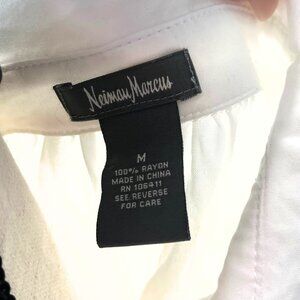 Neiman Marcus
M
100% RAYON
MADE IN CHINA
RN 106411
SEE REVERSE
FOR CARE